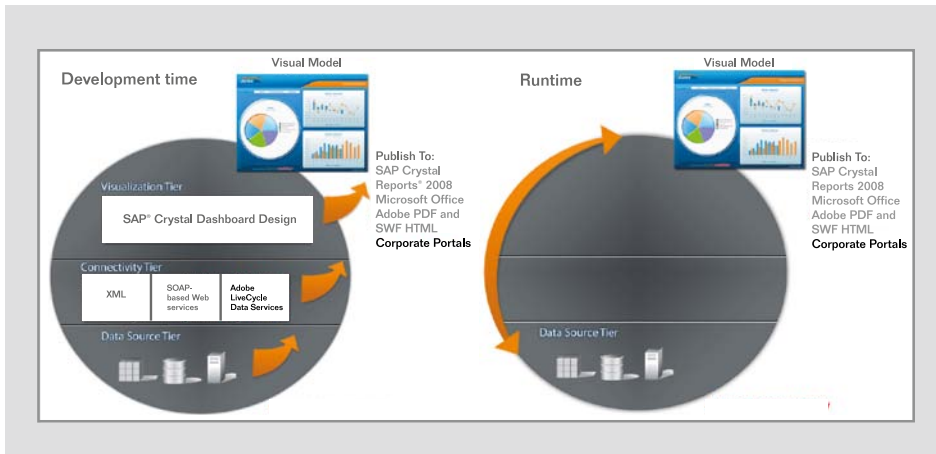 Development time
Visual Model
Publish To:
SAP Crystal
Reports® 2008
Microsoft Office
Adobe PDF and
SWF HTML
Corporate Portals
Visualization Tier
SAP® Crystal Dashboard Design
Connectivity Tier
XML
SOAP-
based Web
services
Adobe
LiveCycle
Data Services
Data Source Tier
Runtime
Visual Model
Publish To:
SAP Crystal
Reports 2008
Microsoft Office
Adobe PDF and
SWF HTML
Corporate Portals
Data Source Tier